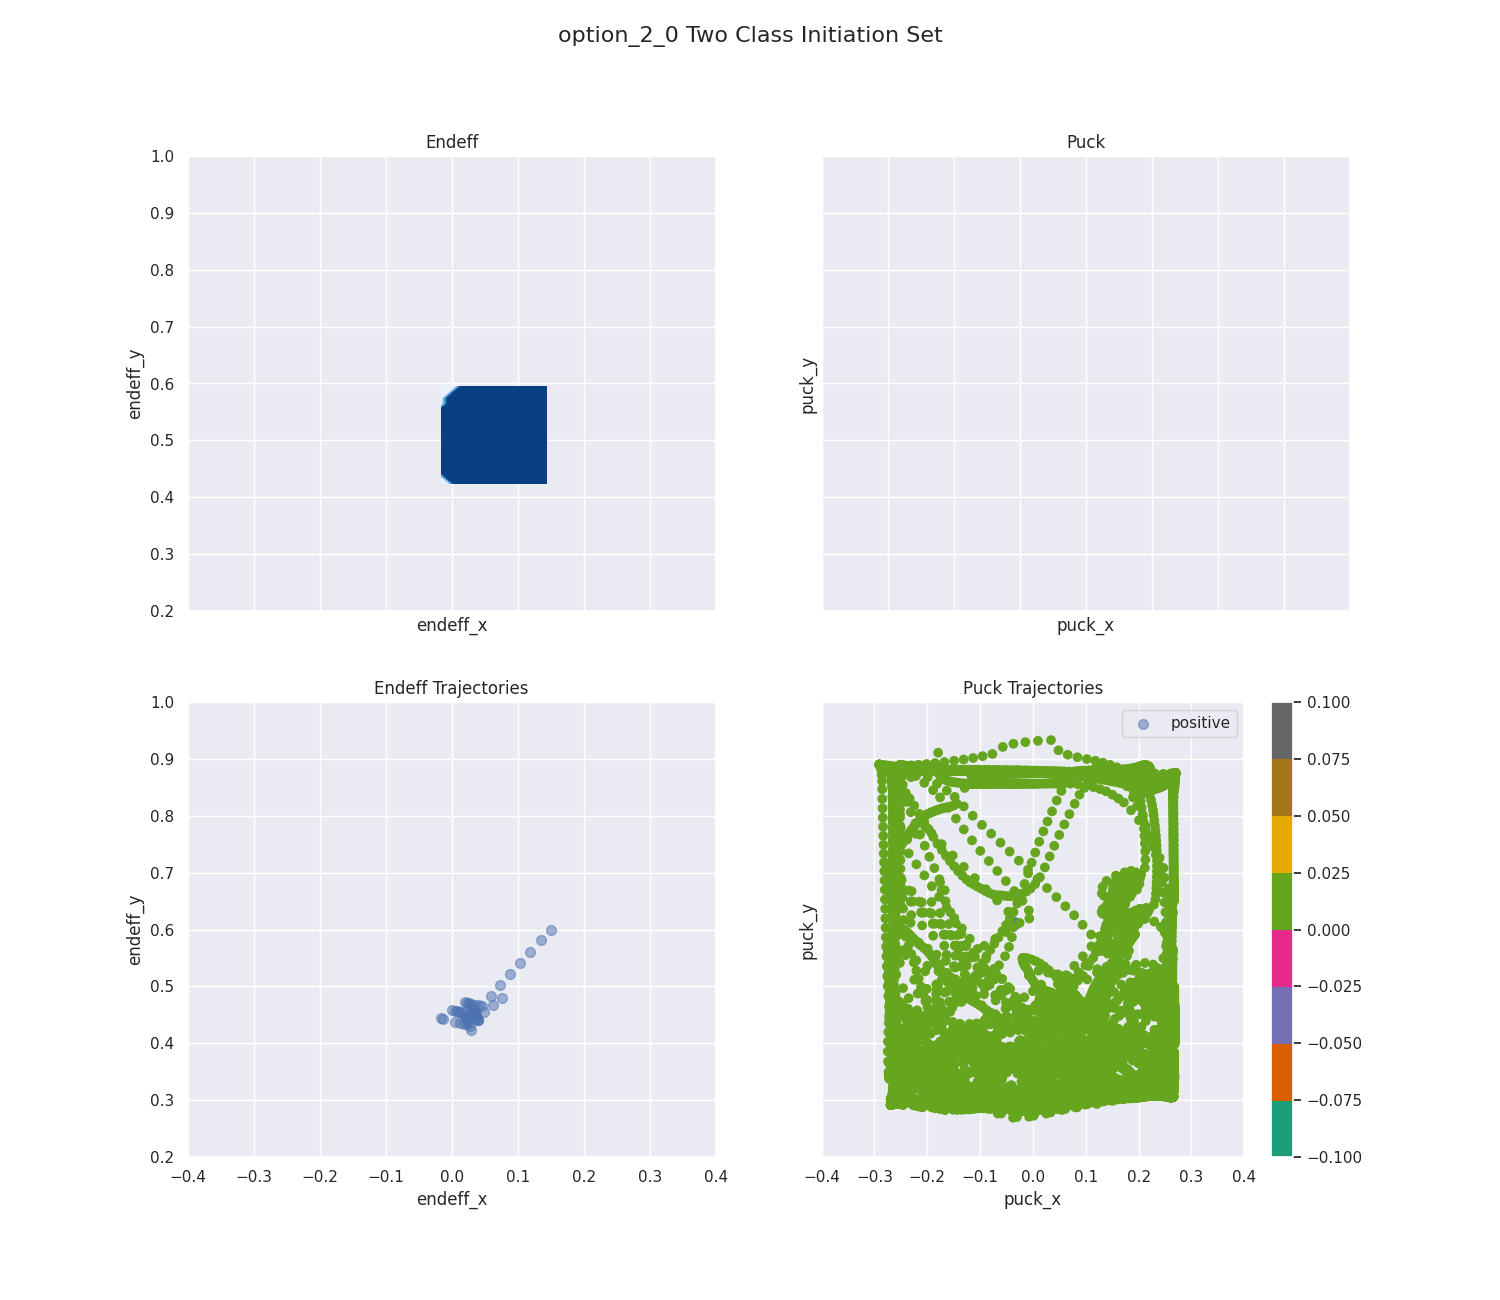 option_2_0 Two Class Initiation Set
Endeff
1.0
0.9
0.8
0.7
0.6
0.5
0.4
0.3
0.2
endeff_y
endeff_x
Puck
puck_y
puck_x
Endeff Trajectories
1.0
0.9
0.8
0.7
0.6
0.5
0.4
0.3
0.2
endeff_y
−0.4 −0.3 −0.2 −0.1 0.0 0.1 0.2 0.3 0.4
endeff_x
Puck Trajectories
positive
puck_y
−0.4 −0.3 −0.2 −0.1 0.0 0.1 0.2 0.3 0.4
puck_x
0.100
0.075
0.050
0.025
0.000
−0.025
−0.050
−0.075
−0.100